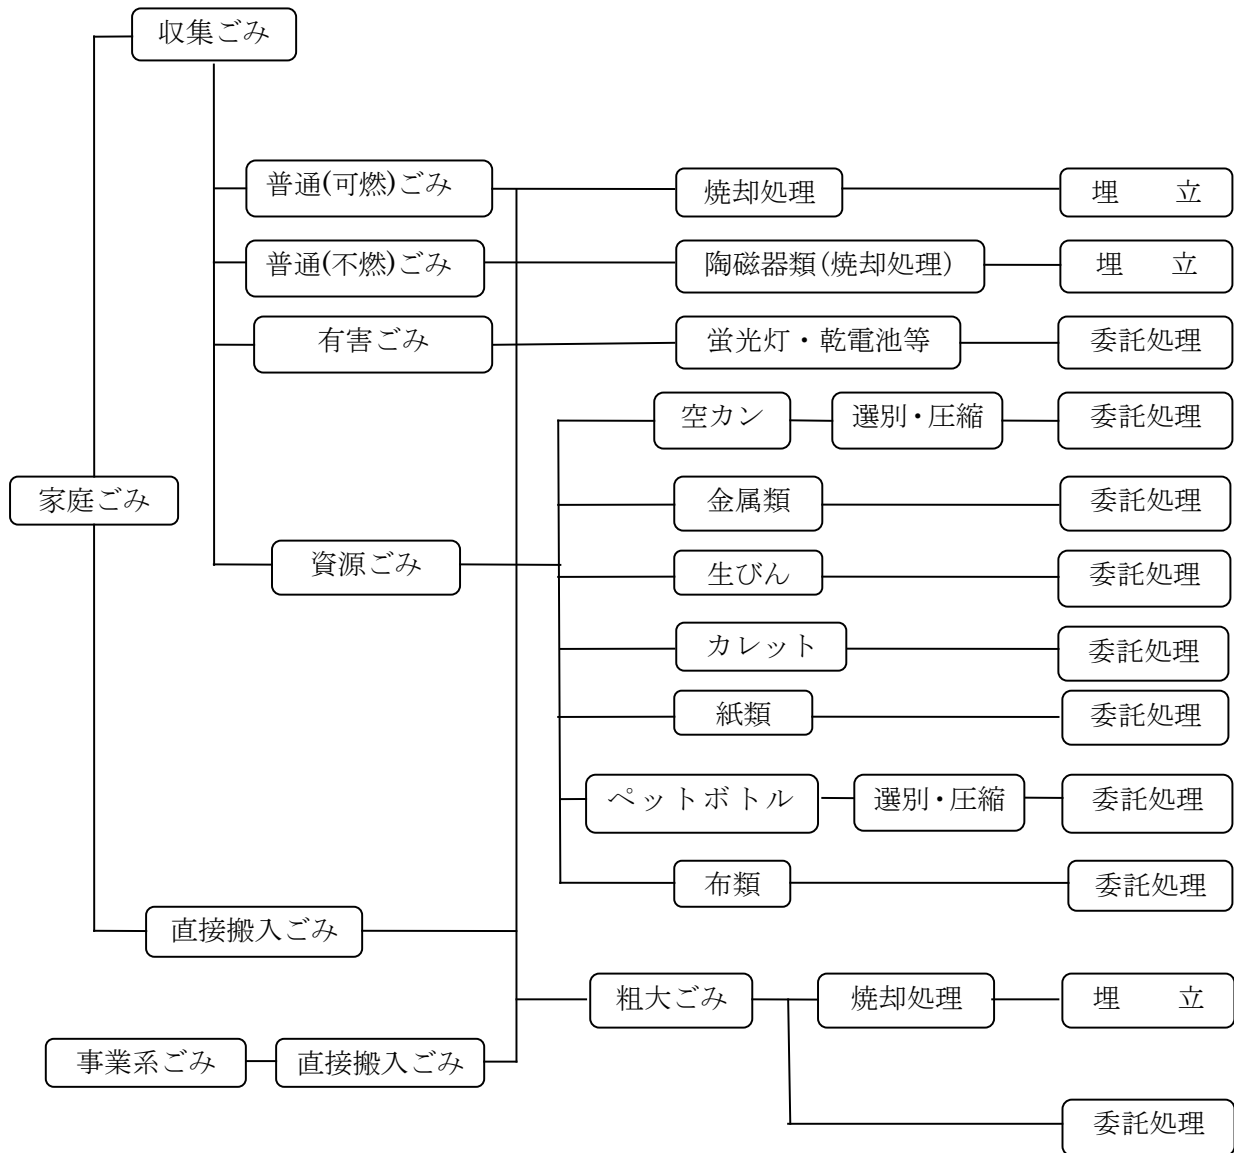 収集ごみ
普通(可燃)ごみ
焼却処理
埋　立
普通(不燃)ごみ
陶磁器類(焼却処理)
埋　立
有害ごみ
蛍光灯・乾電池等
委託処理
空カン
選別・圧縮
委託処理
家庭ごみ
金属類
委託処理
資源ごみ
生びん
委託処理
カレット
委託処理
紙類
委託処理
ペットボトル
選別・圧縮
委託処理
布類
委託処理
直接搬入ごみ
粗大ごみ
焼却処理
埋　立
事業系ごみ
直接搬入ごみ
委託処理